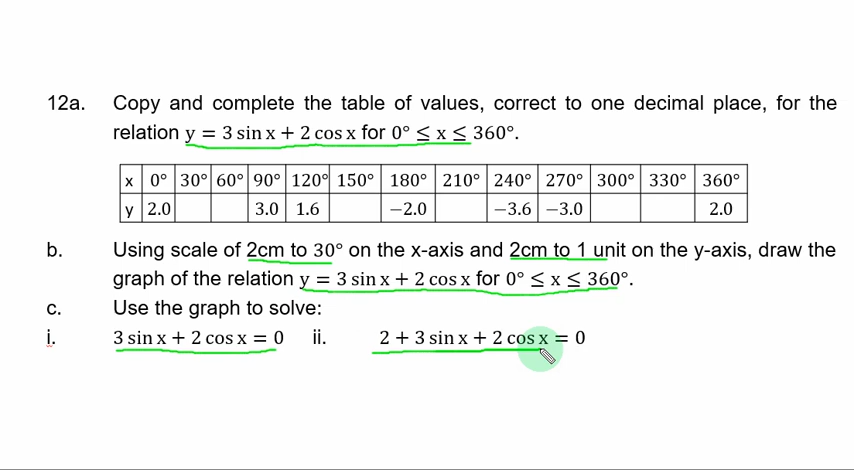 12a. Copy and complete the table of values, correct to one decimal place, for the
relation y = 3 sin x + 2 cos x for 0° ≤ x ≤ 360°.
x 0° 30° 60° 90° 120° 150° 180° 210° 240° 270° 300° 330° 360°
y 2.0 3.0 1.6 −2.0 −3.6 −3.0 2.0
b. Using scale of 2cm to 30° on the x-axis and 2cm to 1 unit on the y-axis, draw the
graph of the relation y = 3 sin x + 2 cos x for 0° ≤ x ≤ 360°.
c. Use the graph to solve:
i. 3 sin x + 2 cos x = 0 ii. 2 + 3 sin x + 2 cos x = 0